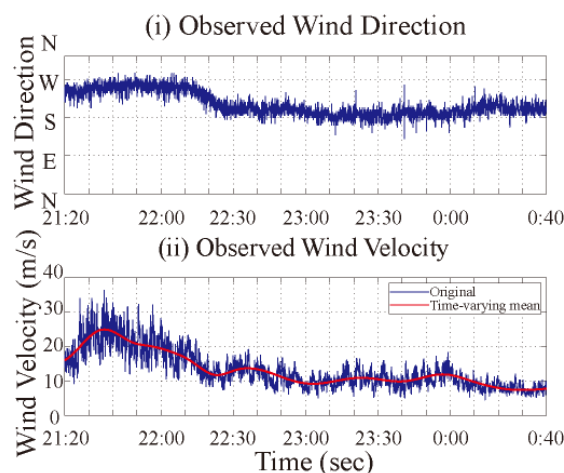 (i) Observed Wind Direction
Wind Direction
N
W
S
E
N
21:20 22:00 22:30 23:00 23:30 0:00 0:40
(ii) Observed Wind Velocity
Wind Velocity (m/s)
40
30
20
10
0
Original
Time-varying mean
21:20 22:00 22:30 23:00 23:30 0:00 0:40
Time (sec)